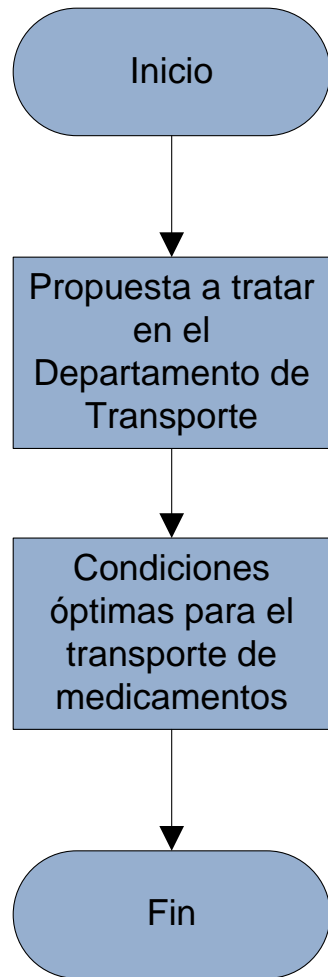 Inicio
Propuesta a tratar
en el
Departamento de
Transporte
Condiciones
óptimas para el
transporte de
medicamentos
Fin